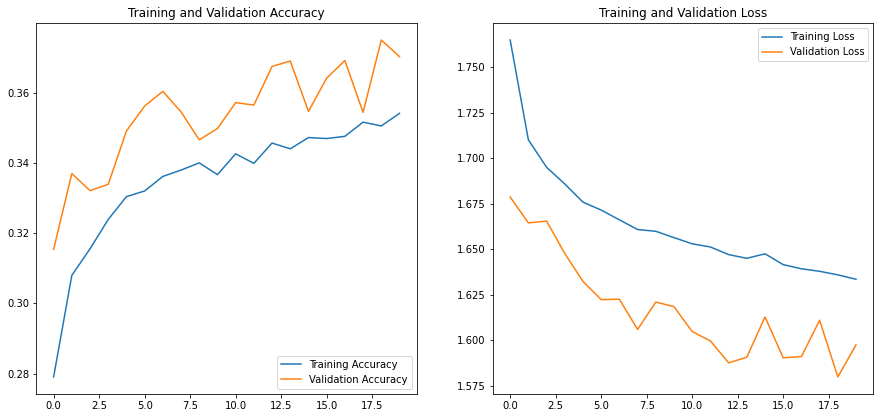 Training and Validation Accuracy
0.36
0.34
0.32
0.30
0.28
0.0 2.5 5.0 7.5 10.0 12.5 15.0 17.5
Training Accuracy
Validation Accuracy
Training and Validation Loss
1.750
1.725
1.700
1.675
1.650
1.625
1.600
1.575
0.0 2.5 5.0 7.5 10.0 12.5 15.0 17.5
Training Loss
Validation Loss